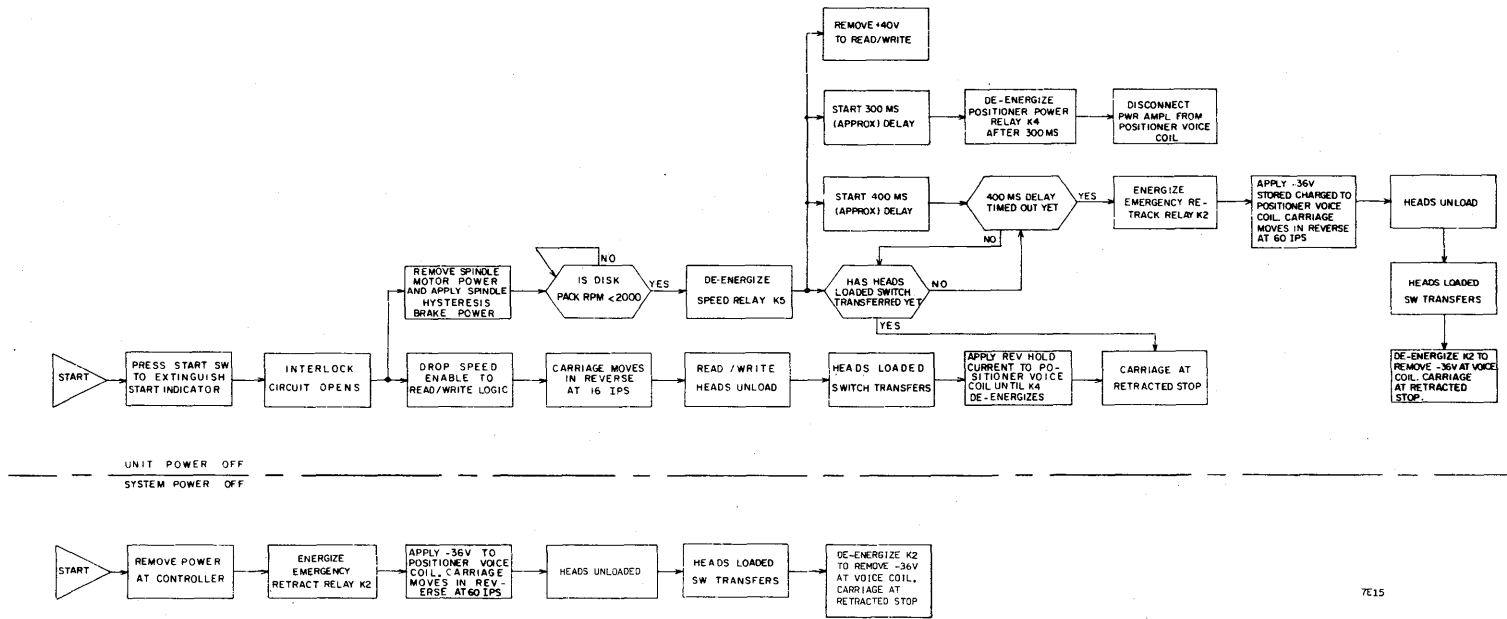 REMOVE +40V
TO READ/WRITE
START 300 MS
(APPROX) DELAY
DE-ENERGIZE
POSITIONER POWER
RELAY K4
AFTER 300MS
DISCONNECT
PWR AMPL FROM
POSITIONER VOICE
COIL
START 400 MS
(APPROX) DELAY
400 MS DELAY
TIMED OUT YET
YES
NO
ENERGIZE
EMERGENCY RE-
TRACK RELAY K2
APPLY -36V
STORED CHARGED TO
POSITIONER VOICE
COIL. CARRIAGE
MOVES IN REVERSE
AT 60 IPS
HEADS UNLOAD
HEADS LOADED
SW TRANSFERS
DE-ENERGIZE K2 TO
REMOVE -36V AT VOICE
COIL. CARRIAGE
AT RETRACTED
STOP.
REMOVE SPINDLE
MOTOR POWER
AND APPLY SPINDLE
HYSTERESIS
BRAKE POWER
NO
IS DISK
PACK RPM <2000
YES
DE-ENERGIZE
SPEED RELAY K5
HAS HEADS
LOADED SWITCH
TRANSFERRED YET
NO
YES
START
PRESS START SW
TO EXTINGUISH
START INDICATOR
INTERLOCK
CIRCUIT OPENS
DROP SPEED
ENABLE TO
READ/WRITE LOGIC
CARRIAGE MOVES
IN REVERSE
AT 16 IPS
READ / WRITE
HEADS UNLOAD
HEADS LOADED
SWITCH TRANSFERS
APPLY REV HOLD
CURRENT TO PO-
SITIONER VOICE
COIL UNTIL K4
DE-ENERGIZES
CARRIAGE AT
RETRACTED STOP
UNIT POWER OFF
SYSTEM POWER OFF
START
REMOVE POWER
AT CONTROLLER
ENERGIZE
EMERGENCY
RETRACT RELAY K2
APPLY -36V TO
POSITIONER VOICE
COIL. CARRIAGE
MOVES IN REV-
ERSE AT 60 IPS
HEADS UNLOADED
HEADS LOADED
SW TRANSFERS
DE-ENERGIZE K2
TO REMOVE -36V
AT VOICE COIL,
CARRIAGE AT
RETRACTED STOP
7E15